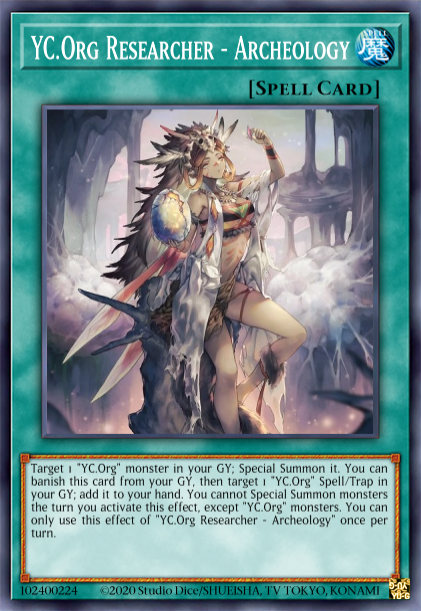 YC.Org Researcher - Archeology
SPELL
魔
[Spell Card]
Target 1 "YC.Org" monster in your GY; Special Summon it. You can
banish this card from your GY, then target 1 "YC.Org" Spell/Trap in
your GY; add it to your hand. You cannot Special Summon monsters
the turn you activate this effect, except "YC.Org" monsters. You can
only use this effect of "YC.Org Researcher - Archeology" once per
turn.
102400224 ©2020 Studio Dice/SHUEISHA, TV TOKYO, KONAMI